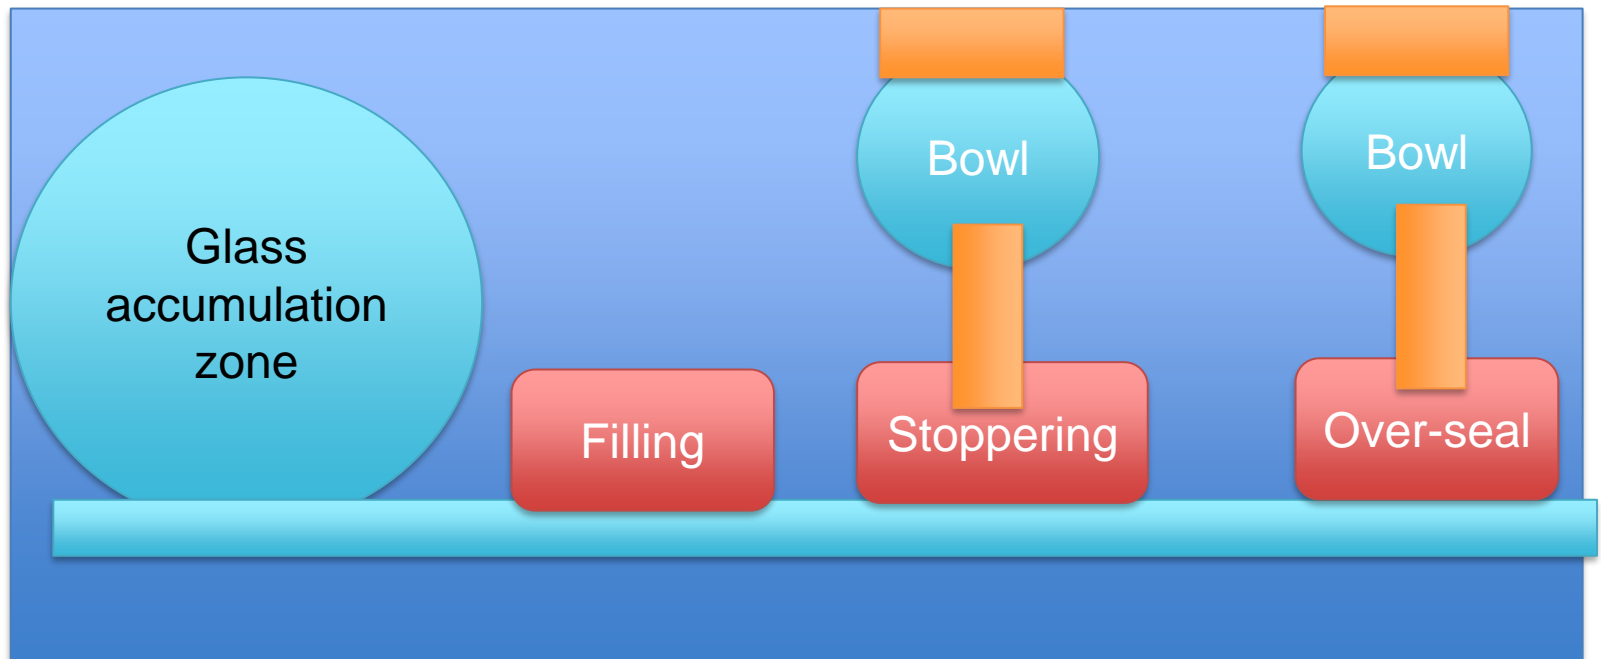 Glass
accumulation
zone
Filling
Bowl
Stoppering
Bowl
Over-seal